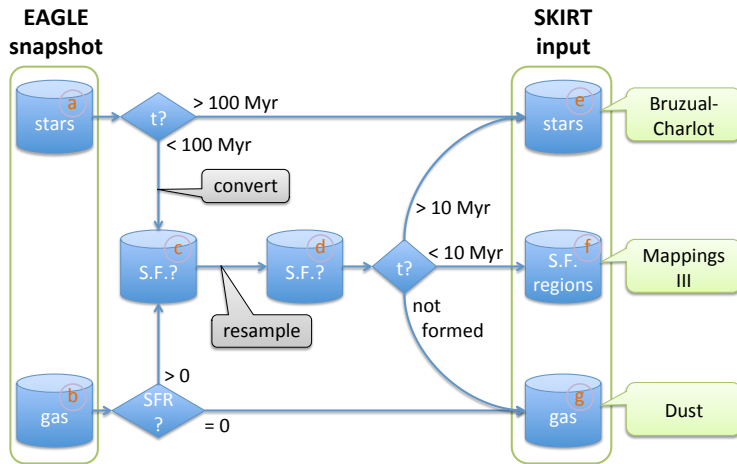 EAGLE
snapshot
SKIRT
input
a
stars
t?
> 100 Myr
< 100 Myr
convert
e
stars
Bruzual-
Charlot
c
S.F.?
resample
d
S.F.?
t?
> 10 Myr
< 10 Myr
not
formed
f
S.F.
regions
Mappings
III
b
gas
> 0
SFR
?
= 0
g
gas
Dust